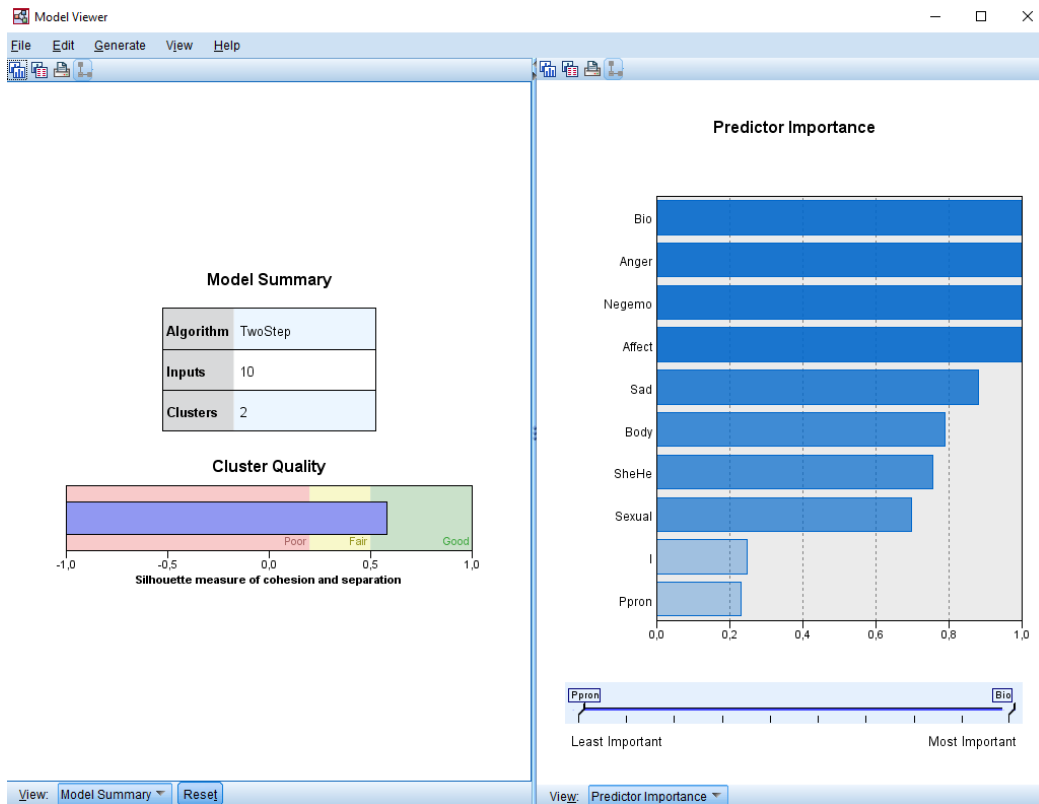 Model Viewer
File Edit Generate View Help
Model Summary
Algorithm TwoStep
Inputs 10
Clusters 2
Cluster Quality
Poor Fair Good
-1,0 -0,5 0,0 0,5 1,0
Silhouette measure of cohesion and separation
View: Model Summary Reset
Predictor Importance
Bio
Anger
Negemo
Affect
Sad
Body
SheHe
Sexual
I
Ppron
0,0 0,2 0,4 0,6 0,8 1,0
Ppron Bio
Least Important Most Important
View: Predictor Importance